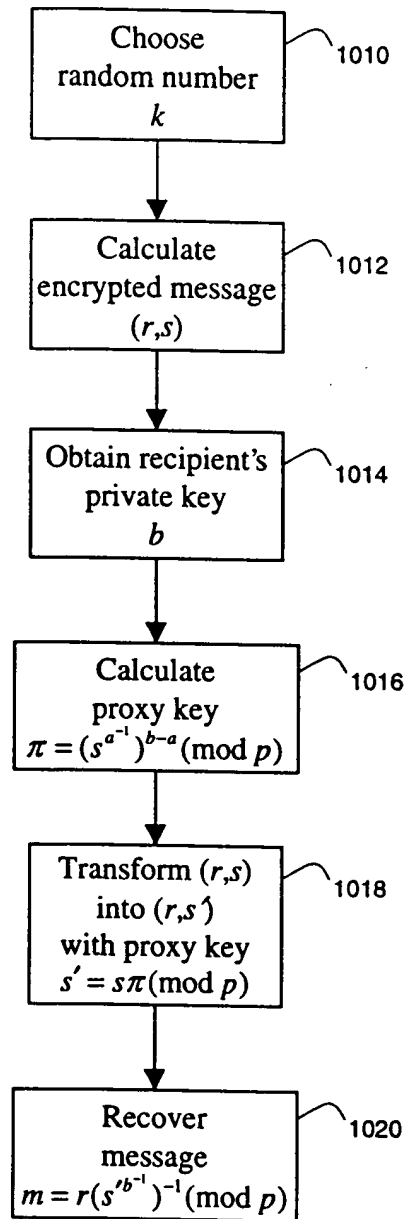 Choose
random number
k
1010
Calculate
encrypted message
(r,s)
1012
Obtain recipient's
private key
b
1014
Calculate
proxy key
π = (s^{a^{-1}})^{b-a} (mod p)
1016
Transform (r,s)
into (r,s′)
with proxy key
s′ = sπ (mod p)
1018
Recover
message
m = r(s′^{b^{-1}})^{-1} (mod p)
1020